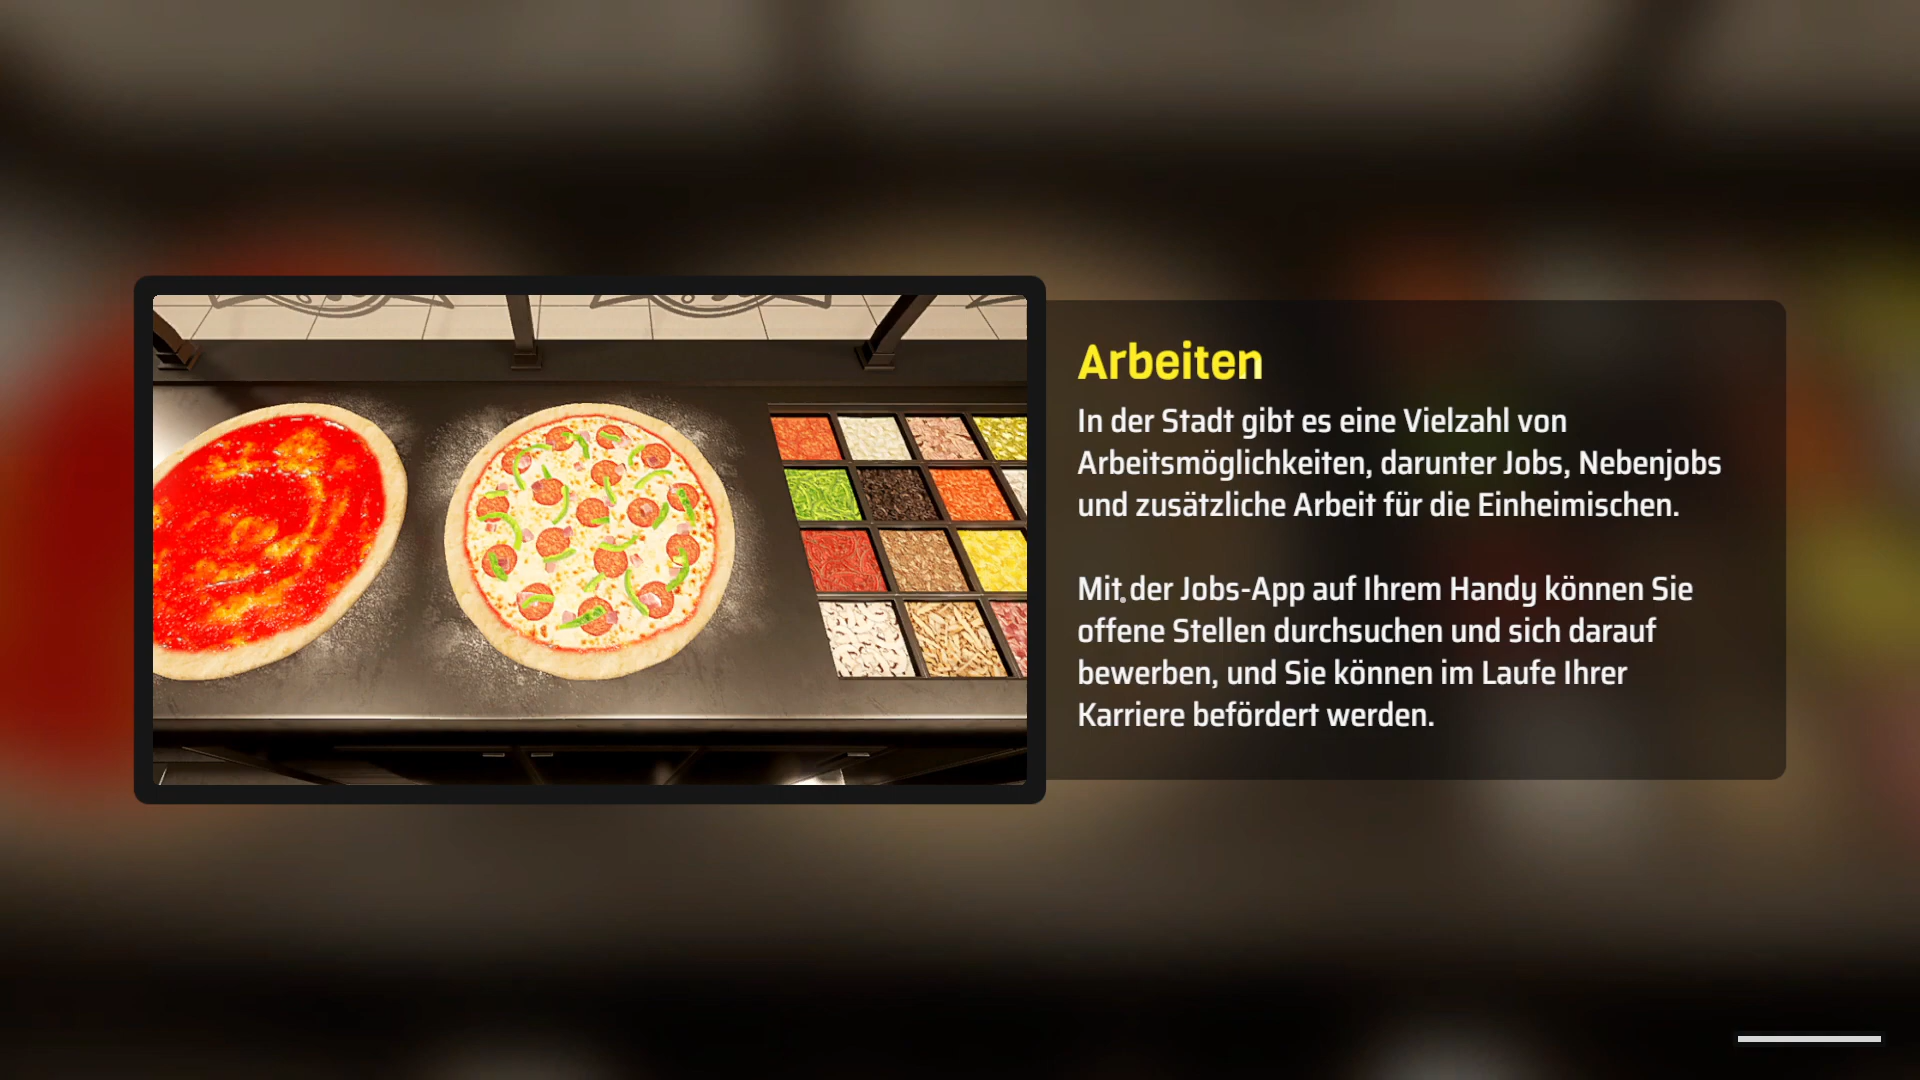 Arbeiten
In der Stadt gibt es eine Vielzahl von
Arbeitsmöglichkeiten, darunter Jobs, Nebenjobs
und zusätzliche Arbeit für die Einheimischen.
Mit der Jobs-App auf Ihrem Handy können Sie
offene Stellen durchsuchen und sich darauf
bewerben, und Sie können im Laufe Ihrer
Karriere befördert werden.